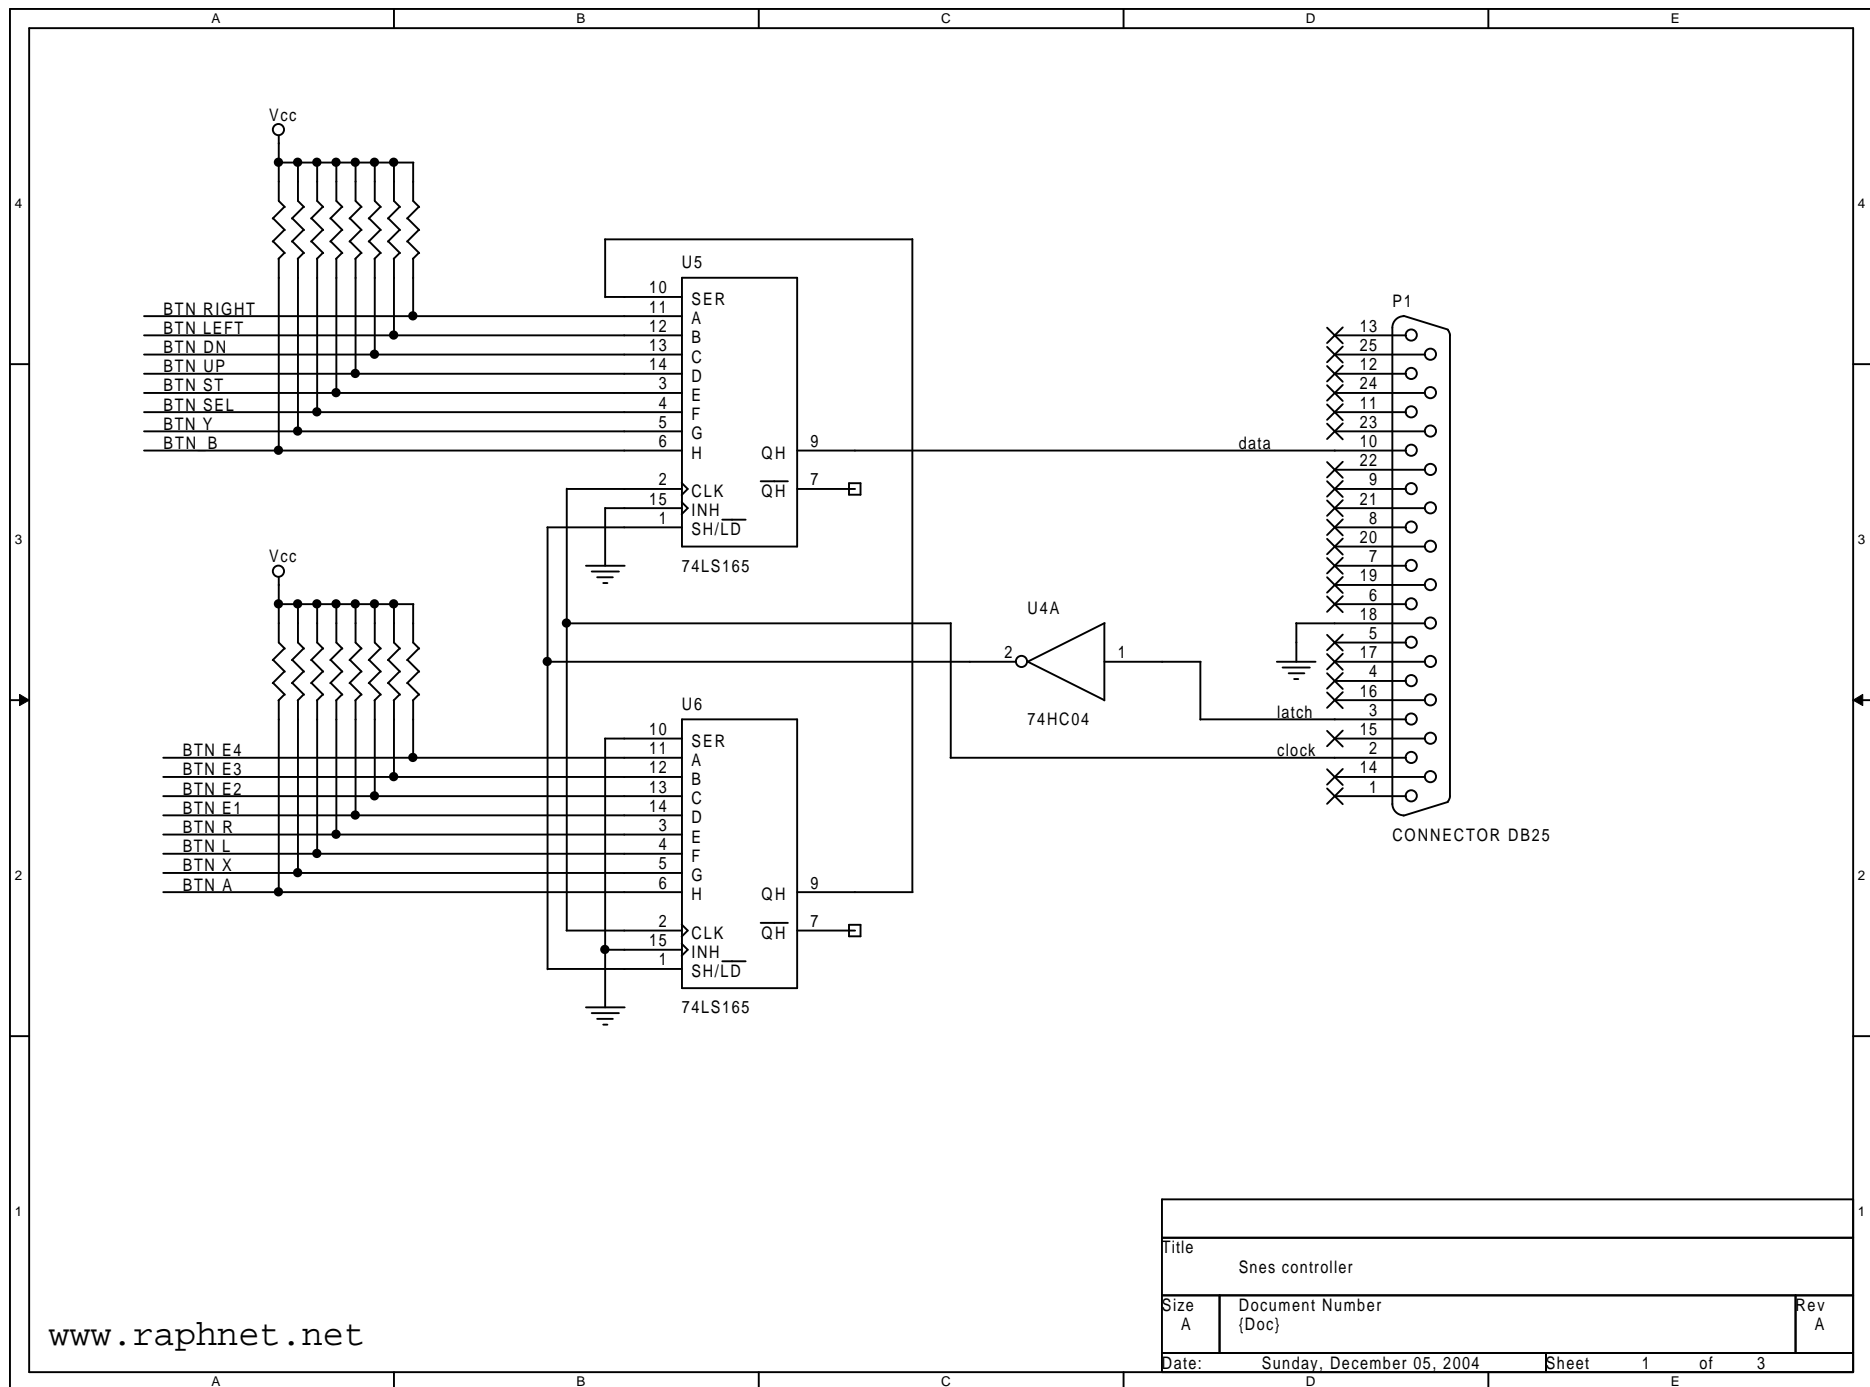 A B C D E
Vcc
4 4
U5
10 SER
BTN RIGHT 11 A
BTN LEFT 12 B
BTN DN 13 C
BTN UP 14 D
BTN ST 3 E
BTN SEL 4 F
BTN Y 5 G
BTN B 6 H QH 9 data
2 CLK QH 7
15 INH
1 SH/LD
74LS165
P1
13
25
12
24
11
23
10
22
9
21
8
20
7
19
6
18
5
17
4
16
latch 3
15
clock 2
14
1
CONNECTOR DB25
3 3
Vcc
U4A
2 1
74HC04
U6
10 SER
BTN E4 11 A
BTN E3 12 B
BTN E2 13 C
BTN E1 14 D
BTN R 3 E
BTN L 4 F
BTN X 5 G
BTN A 6 H QH 9
2 CLK QH 7
15 INH
1 SH/LD
74LS165
2 2
1 1
Title
Snes controller
Size Document Number Rev
A {Doc} A
Date: Sunday, December 05, 2004 Sheet 1 of 3
www.raphnet.net
A B C D E